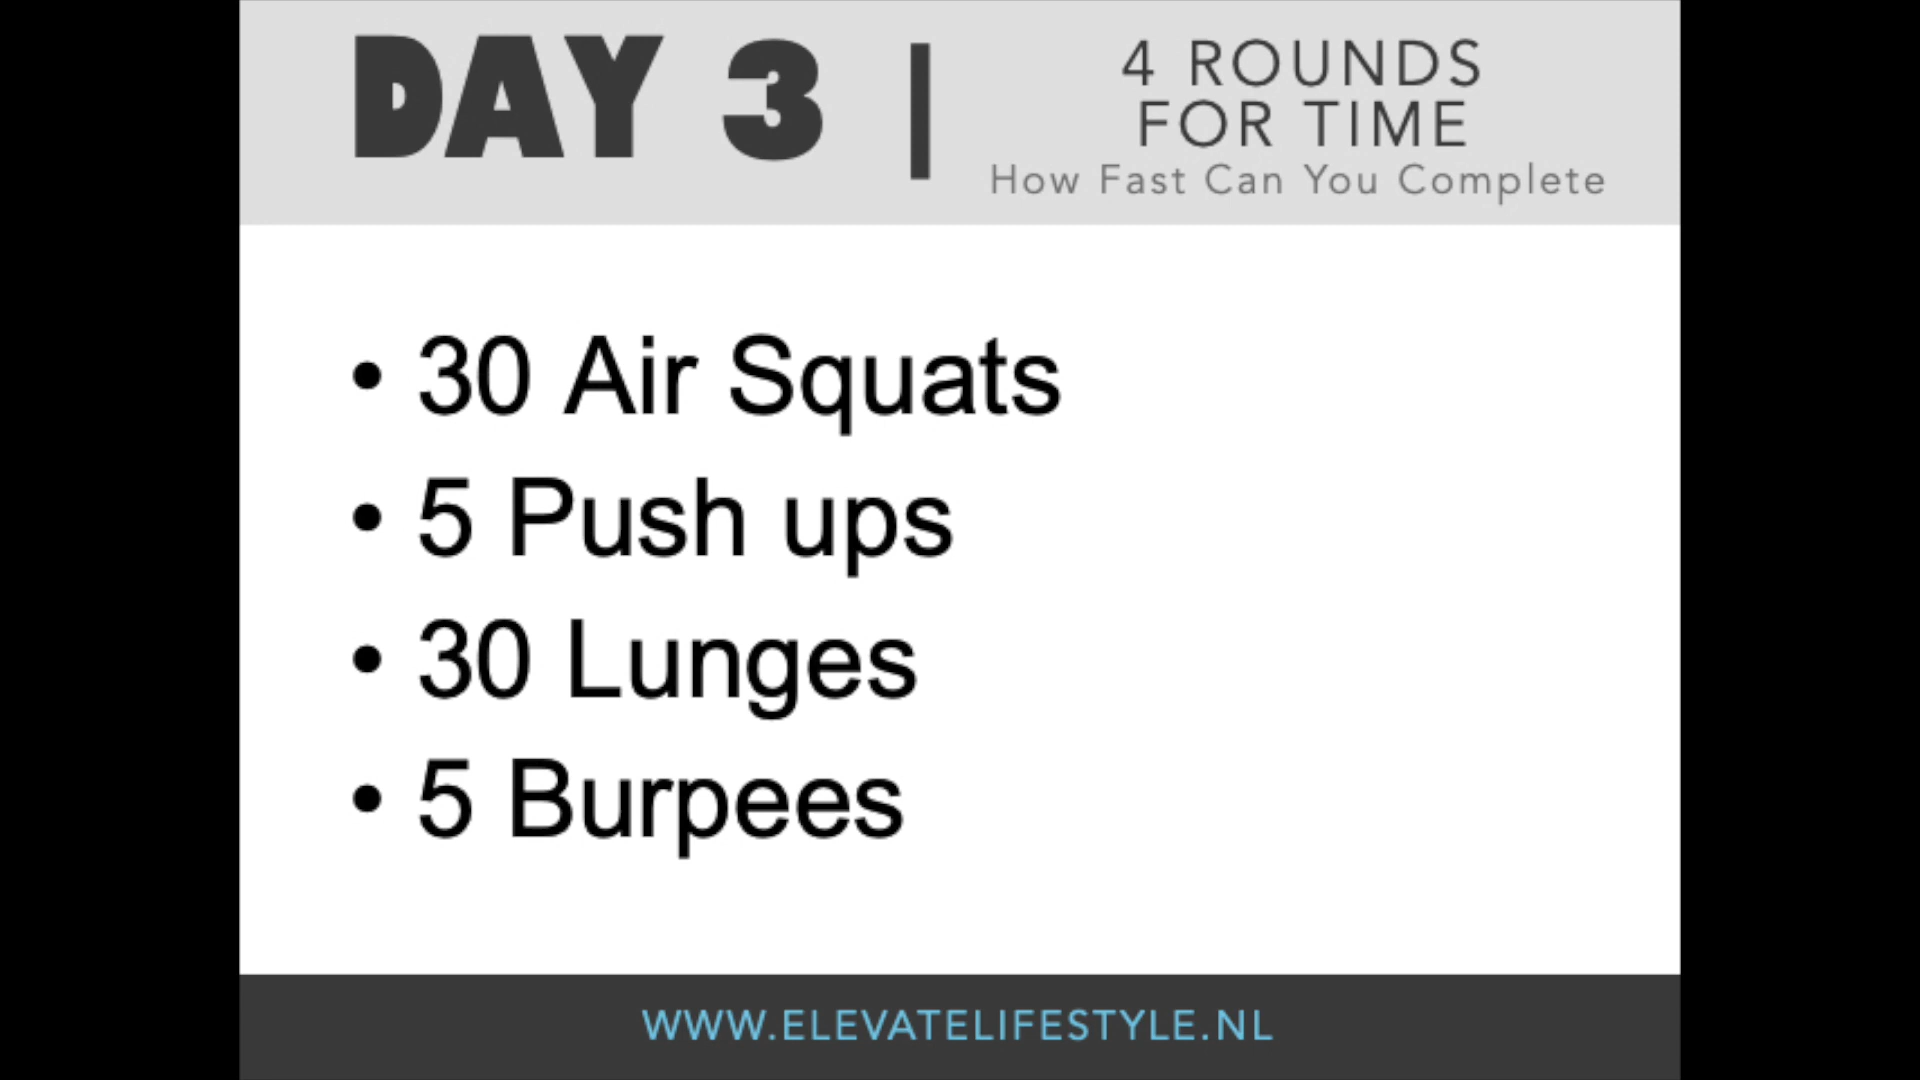 DAY 3 |
4 ROUNDS
FOR TIME
How Fast Can You Complete
• 30 Air Squats
• 5 Push ups
• 30 Lunges
• 5 Burpees
WWW.ELEVATELIFESTYLE.NL